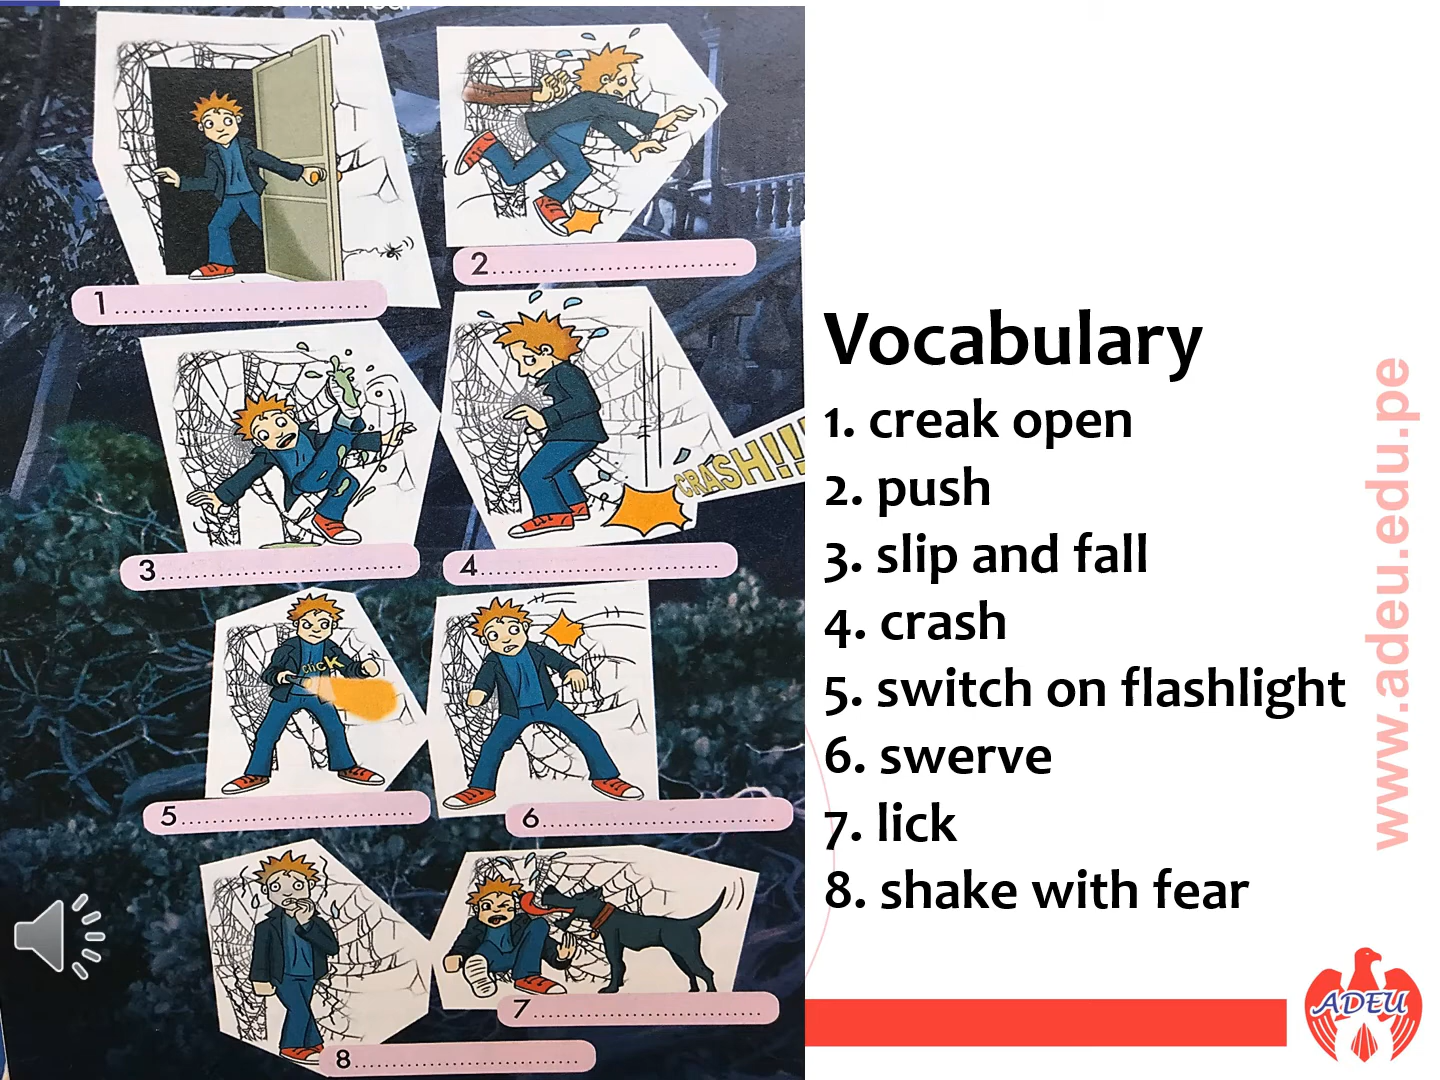 1
2
3
4
CRASH!!!
5
CLICK
6
7
8
Vocabulary
1. creak open
2. push
3. slip and fall
4. crash
5. switch on flashlight
6. swerve
7. lick
8. shake with fear
www.adeu.edu.pe
ADEU